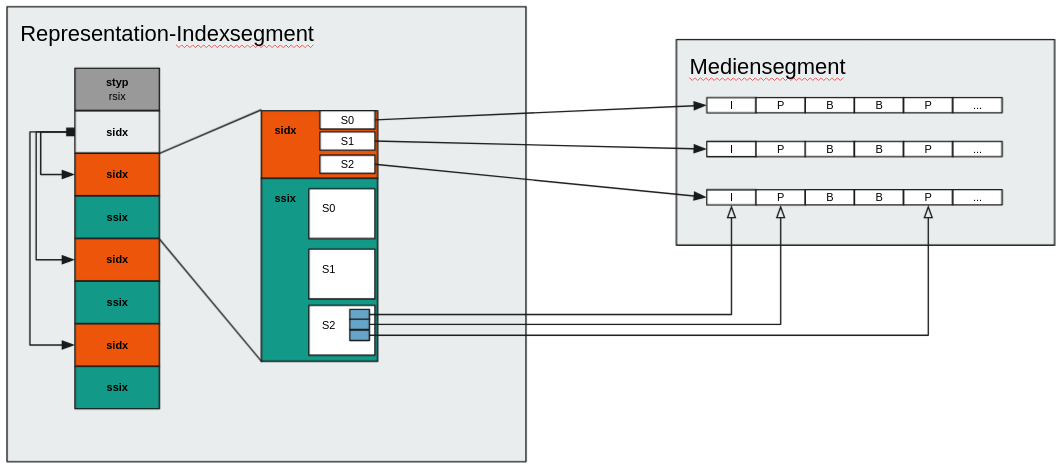 Representation-Indexsegment
styp
rsix
sidx
sidx
ssix
sidx
ssix
sidx
ssix
sidx
S0
S1
S2
ssix
S0
S1
S2
Mediensegment
I P B B P ...
I P B B P ...
I P B B P ...